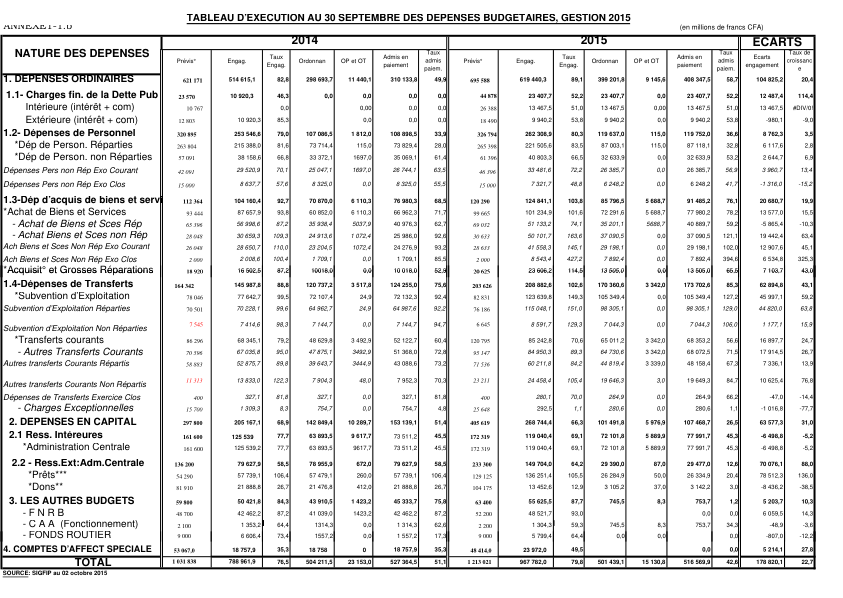 TABLEAU D'EXECUTION AU 30 SEPTEMBRE DES DEPENSES BUDGETAIRES, GESTION 2015
ANNEXE1-1.b (en millions de francs CFA)
NATURE DES DEPENSES 2014 2015 ECARTS
Prévis° Engag. Taux Engag. Ordonnan OP et OT Admis en paiement Taux admis paiem. Prévis° Engag. Taux Engag. Ordonnan OP et OT Admis en paiement Taux admis paiem. Ecarts engagement Taux de croissanc e
1. DEPENSES ORDINAIRES 621 171 514 615,1 82,8 298 693,7 11 440,1 310 133,8 49,9 695 588 619 440,3 89,1 399 201,8 9 145,6 408 347,5 58,7 104 825,2 20,4
1.1- Charges fin. de la Dette Pub 23 570 10 920,3 46,3 0,0 0,0 0,0 0,0 44 878 23 407,7 52,2 23 407,7 0,0 23 407,7 52,2 12 487,4 114,4
Intérieure (intérêt + com) 10 767 0,0 0,00 0,0 26 388 13 467,5 51,0 13 467,5 0,00 13 467,5 51,0 13 467,5 #DIV/0!
Extérieure (intérêt + com) 12 803 10 920,3 85,3 0,0 0,0 18 490 9 940,2 53,8 9 940,2 0,0 9 940,2 53,8 -980,1 -9,0
1.2- Dépenses de Personnel 320 895 253 546,6 79,0 107 086,5 1 812,0 108 898,5 33,9 326 794 262 308,9 80,3 119 637,0 115,0 119 752,0 36,6 8 762,3 3,5
*Dép de Person. Réparties 263 804 215 388,0 81,6 73 714,4 115,0 73 829,4 28,0 265 398 221 505,6 83,5 87 003,1 115,0 87 118,1 32,8 6 117,6 2,8
*Dép de Person. non Réparties 57 091 38 158,6 66,8 33 372,1 1697,0 35 069,1 61,4 61 396 40 803,3 66,5 32 633,9 0,0 32 633,9 53,2 2 644,7 6,9
Dépenses Pers non Rép Exo Courant 42 091 29 520,9 70,1 25 047,1 1697,0 26 744,1 63,5 46 396 33 481,6 72,2 26 385,7 0,0 26 385,7 56,9 3 960,7 13,4
Dépenses Pers non Rép Exo Clos 15 000 8 637,7 57,6 8 325,0 0,0 8 325,0 55,5 15 000 7 321,7 48,8 6 248,2 0,0 6 248,2 41,7 -1 316,0 -15,2
1.3-Dép d'acquis de biens et servi 112 364 104 160,4 92,7 70 870,0 6 110,3 76 980,3 68,5 120 290 124 841,1 103,8 85 796,5 5 688,7 91 485,2 76,1 20 680,7 19,9
*Achat de Biens et Services 93 444 87 657,9 93,8 60 852,0 6 110,3 66 962,3 71,7 99 665 101 234,9 101,6 72 291,6 5 688,7 77 980,2 78,2 13 577,0 15,5
- Achat de Biens et Sces Rép 65 396 56 998,6 87,2 35 938,4 5037,9 40 976,3 62,7 69 032 51 133,2 74,1 35 201,5 5688,7 40 889,7 59,2 -5 865,4 -10,3
- Achat de Biens et Sces non 28 048 30 659,3 109,3 24 913,6 1 072,4 25 986,0 92,6 30 633 50 101,7 163,6 37 090,5 0,0 37 090,5 121,1 19 442,4 63,4
Ach Biens et Sces Non Rép Exo Courant 26 048 28 650,7 110,0 23 204,5 1072,4 24 276,9 93,2 28 633 41 558,3 145,1 29 198,1 0,0 29 198,1 102,0 12 907,6 45,1
Ach Biens et Sces Non Rép Exo Clos 2 000 2 008,6 100,4 1 709,1 0,0 1 709,1 85,5 2 000 8 543,4 427,2 7 892,4 0,0 7 892,4 394,6 6 534,8 325,3
*Acquisit° et Grosses Réparations 18 920 16 502,5 87,2 10018,0 0,0 10 018,0 52,9 20 625 23 606,2 114,5 13 505,0 0,0 13 505,0 65,5 7 103,7 43,0
1.4-Dépenses de Transferts 164 342 145 987,8 88,8 120 737,2 3 517,8 124 255,0 75,6 203 626 208 882,6 102,6 170 360,6 3 342,0 173 702,6 85,3 62 894,8 43,1
*Subvention d'Exploitation 78 046 77 642,7 99,5 72 107,4 24,9 72 132,3 92,4 82 831 123 639,8 149,3 105 349,4 0,0 105 349,4 127,2 45 997,1 59,2
Subvention d'Exploitation Réparties 70 501 70 228,1 99,6 64 962,7 24,9 64 987,6 92,2 76 186 115 048,1 151,0 98 305,1 0,0 98 305,1 129,0 44 820,0 63,8
Subvention d'Exploitation Non Réparties 7 545 7 414,6 98,3 7 144,7 0,0 7 144,7 94,7 6 645 8 591,7 129,3 7 044,3 0,0 7 044,3 106,0 1 177,1 15,9
*Transferts courants 86 296 68 345,1 79,2 48 629,8 3 492,9 52 122,7 60,4 120 795 85 242,8 70,6 65 011,2 3 342,0 68 353,2 56,6 16 897,7 24,7
- Autres Transferts Courants 70 596 67 035,8 95,0 47 875,1 3492,9 51 368,0 72,8 95 147 84 950,3 89,3 64 730,6 3 342,0 68 072,6 71,5 17 914,5 26,7
Autres transferts Courants Répartis 58 883 52 875,7 89,8 39 643,7 3444,9 43 088,6 73,2 71 536 60 211,8 84,2 44 819,4 3 339,0 48 158,4 67,3 7 336,1 13,9
Autres transferts Courants Non Répartis 11 313 13 833,0 122,3 7 904,3 48,0 7 952,3 70,3 23 211 24 458,4 105,4 19 646,3 3,0 19 649,3 84,7 10 625,4 76,8
Dépenses de Transferts Exercice Clos 400 327,1 81,8 327,1 0,0 327,1 81,8 400 280,1 70,0 264,9 0,0 264,9 66,2 -47,0 -14,4
- Charges Exceptionnelles 15 700 1 309,3 8,3 754,7 0,0 754,7 4,8 25 648 292,5 1,1 280,6 0,0 280,6 1,1 -1 016,8 -77,7
2. DEPENSES EN CAPITAL 297 800 205 167,1 68,9 142 849,4 10 289,7 153 139,1 51,4 405 619 268 744,4 66,3 101 491,8 5 976,9 107 468,7 26,5 63 577,3 31,0
2.1 Ress. Intéreures 161 600 125 539 77,7 63 893,5 9 617,7 73 511,2 45,5 172 319 119 040,4 69,1 72 101,8 5 889,9 77 991,7 45,3 -6 498,8 -5,2
*Administration Centrale 161 600 125 539,2 77,7 63 893,5 9617,7 73 511,2 45,5 172 319 119 040,4 69,1 72 101,8 5 889,9 77 991,7 45,3 -6 498,8 -5,2
2.2 - Ress.Ext:Adm.Centrale 136 200 79 627,9 58,5 78 955,9 672,0 79 627,9 58,5 233 300 149 704,0 64,2 29 390,0 87,0 29 477,0 12,6 70 076,1 88,0
*Prêts*** 54 290 57 739,1 106,4 57 479,1 260,0 57 739,1 106,4 129 125 136 251,4 105,5 26 284,9 50,0 26 334,9 20,4 78 512,3 136,0
*Dons** 81 910 21 888,8 26,7 21 476,8 412,0 21 888,8 26,7 104 175 13 452,6 12,9 3 105,2 37,0 3 142,2 3,0 -8 436,2 -38,5
3. LES AUTRES BUDGETS 59 800 50 421,8 84,3 43 910,5 1 423,2 45 333,7 75,8 63 400 55 625,5 87,7 745,5 8,3 753,7 1,2 5 203,7 10,3
- F N R B 48 700 42 462,2 87,2 41 039,0 1423,2 42 462,2 87,2 52 200 48 521,7 93,0 0,0 0,0 6 059,5 14,3
- C A A (Fonctionnement) 2 100 1 353,2 64,4 1314,3 0,0 1 314,3 62,6 2 200 1 304,3 59,3 745,5 8,3 753,7 34,3 -48,9 -3,6
- FONDS ROUTIER 9 000 6 606,4 73,4 1557,2 0,0 1 557,2 17,3 9 000 5 799,4 64,4 0,0 0,0 0,0 -807,0 -12,2
4. COMPTES D'AFFECT SPECIALE 53 067,0 18 757,9 35,3 18 758 0 18 757,9 35,3 48 414,0 23 972,0 49,5 0,0 0,0 5 214,1 27,8
TOTAL 1 031 838 788 961,9 76,5 504 211,5 23 153,0 527 364,5 51,1 1 213 021 967 782,0 79,8 501 439,1 15 130,8 516 569,9 42,6 178 820,1 22,7
SOURCE: SIGFIP au 02 octobre 2015